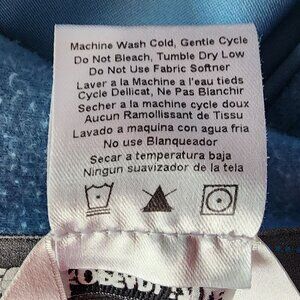 Machine Wash Cold, Gentle Cycle
Do Not Bleach, Tumble Dry Low
Do Not Use Fabric Softner
Laver a la Machine a l'eau tieds
Cycle Dellicat, Ne Pas Blanchir
Secher a la machine cycle doux
Aucun Ramollissant de Tissu
Lavado a maquina con agua fria
No use Blanqueador
Secar a temperatura baja
Ningun suavizador de la tela